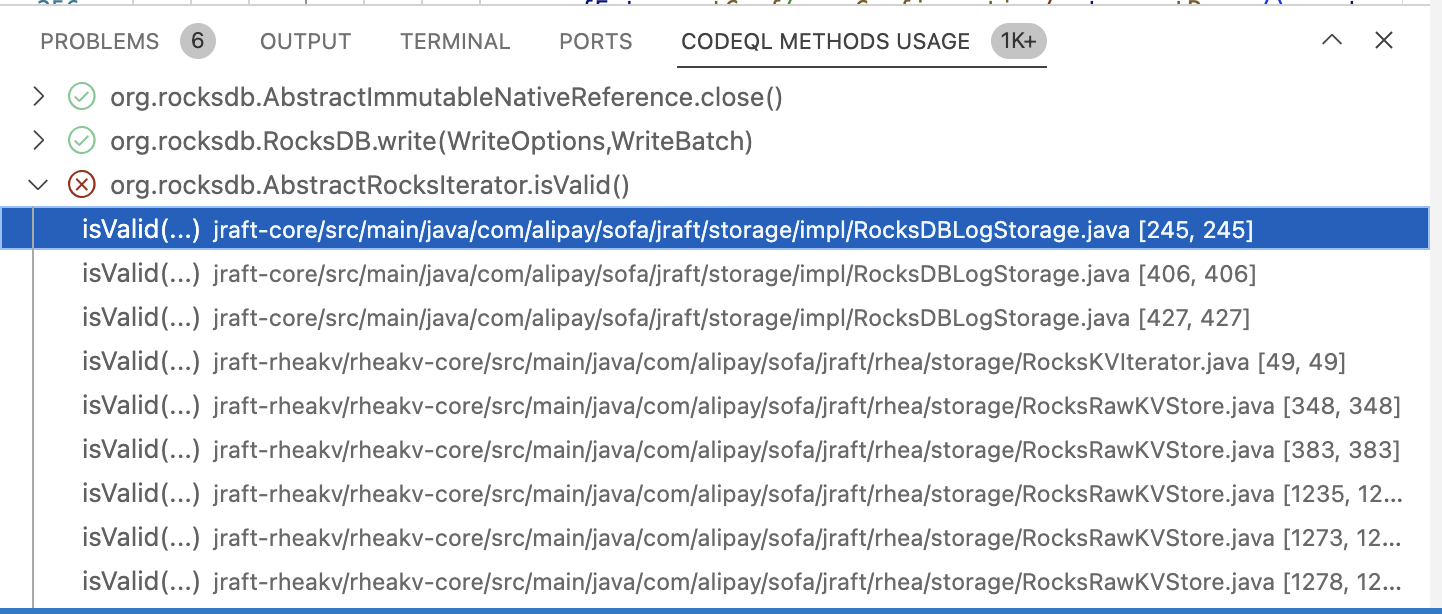 PROBLEMS 6 OUTPUT TERMINAL PORTS CODEQL METHODS USAGE 1K+
org.rocksdb.AbstractImmutableNativeReference.close()
org.rocksdb.RocksDB.write(WriteOptions,WriteBatch)
org.rocksdb.AbstractRocksIterator.isValid()
isValid(...) jraft-core/src/main/java/com/alipay/sofa/jraft/storage/impl/RocksDBLogStorage.java [245, 245]
isValid(...) jraft-core/src/main/java/com/alipay/sofa/jraft/storage/impl/RocksDBLogStorage.java [406, 406]
isValid(...) jraft-core/src/main/java/com/alipay/sofa/jraft/storage/impl/RocksDBLogStorage.java [427, 427]
isValid(...) jraft-rheakv/rheakv-core/src/main/java/com/alipay/sofa/jraft/rhea/storage/RocksKVIterator.java [49, 49]
isValid(...) jraft-rheakv/rheakv-core/src/main/java/com/alipay/sofa/jraft/rhea/storage/RocksRawKVStore.java [348, 348]
isValid(...) jraft-rheakv/rheakv-core/src/main/java/com/alipay/sofa/jraft/rhea/storage/RocksRawKVStore.java [383, 383]
isValid(...) jraft-rheakv/rheakv-core/src/main/java/com/alipay/sofa/jraft/rhea/storage/RocksRawKVStore.java [1235, 12...
isValid(...) jraft-rheakv/rheakv-core/src/main/java/com/alipay/sofa/jraft/rhea/storage/RocksRawKVStore.java [1273, 12...
isValid(...) jraft-rheakv/rheakv-core/src/main/java/com/alipay/sofa/jraft/rhea/storage/RocksRawKVStore.java [1278, 12...